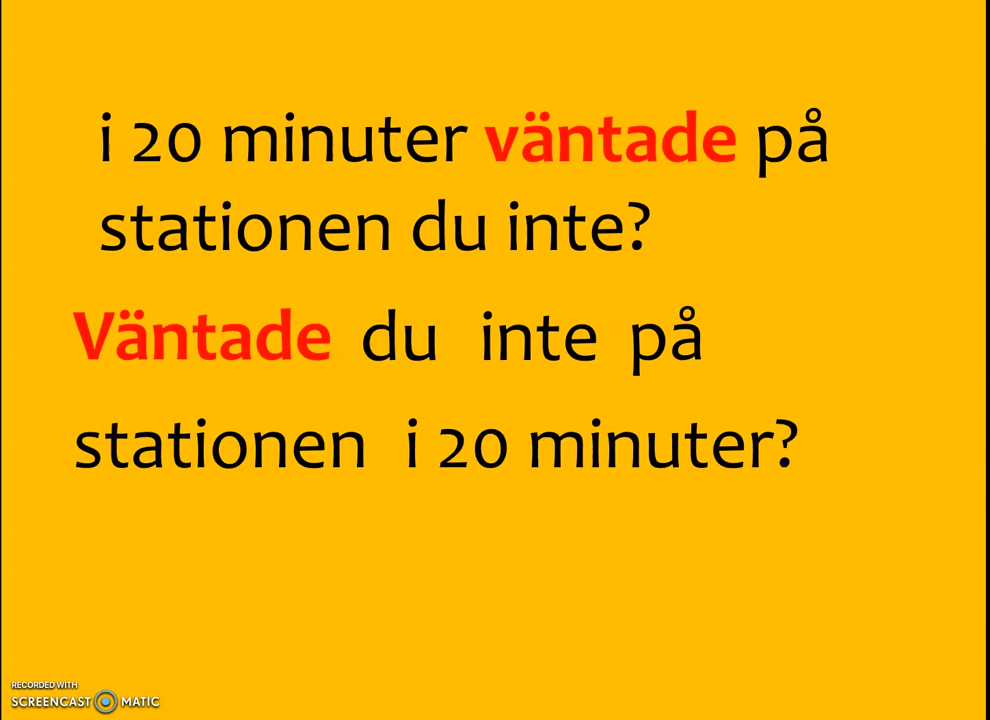 i 20 minuter väntade på
stationen du inte?
Väntade du inte på
stationen i 20 minuter?
RECORDED WITH
SCREENCAST MATIC